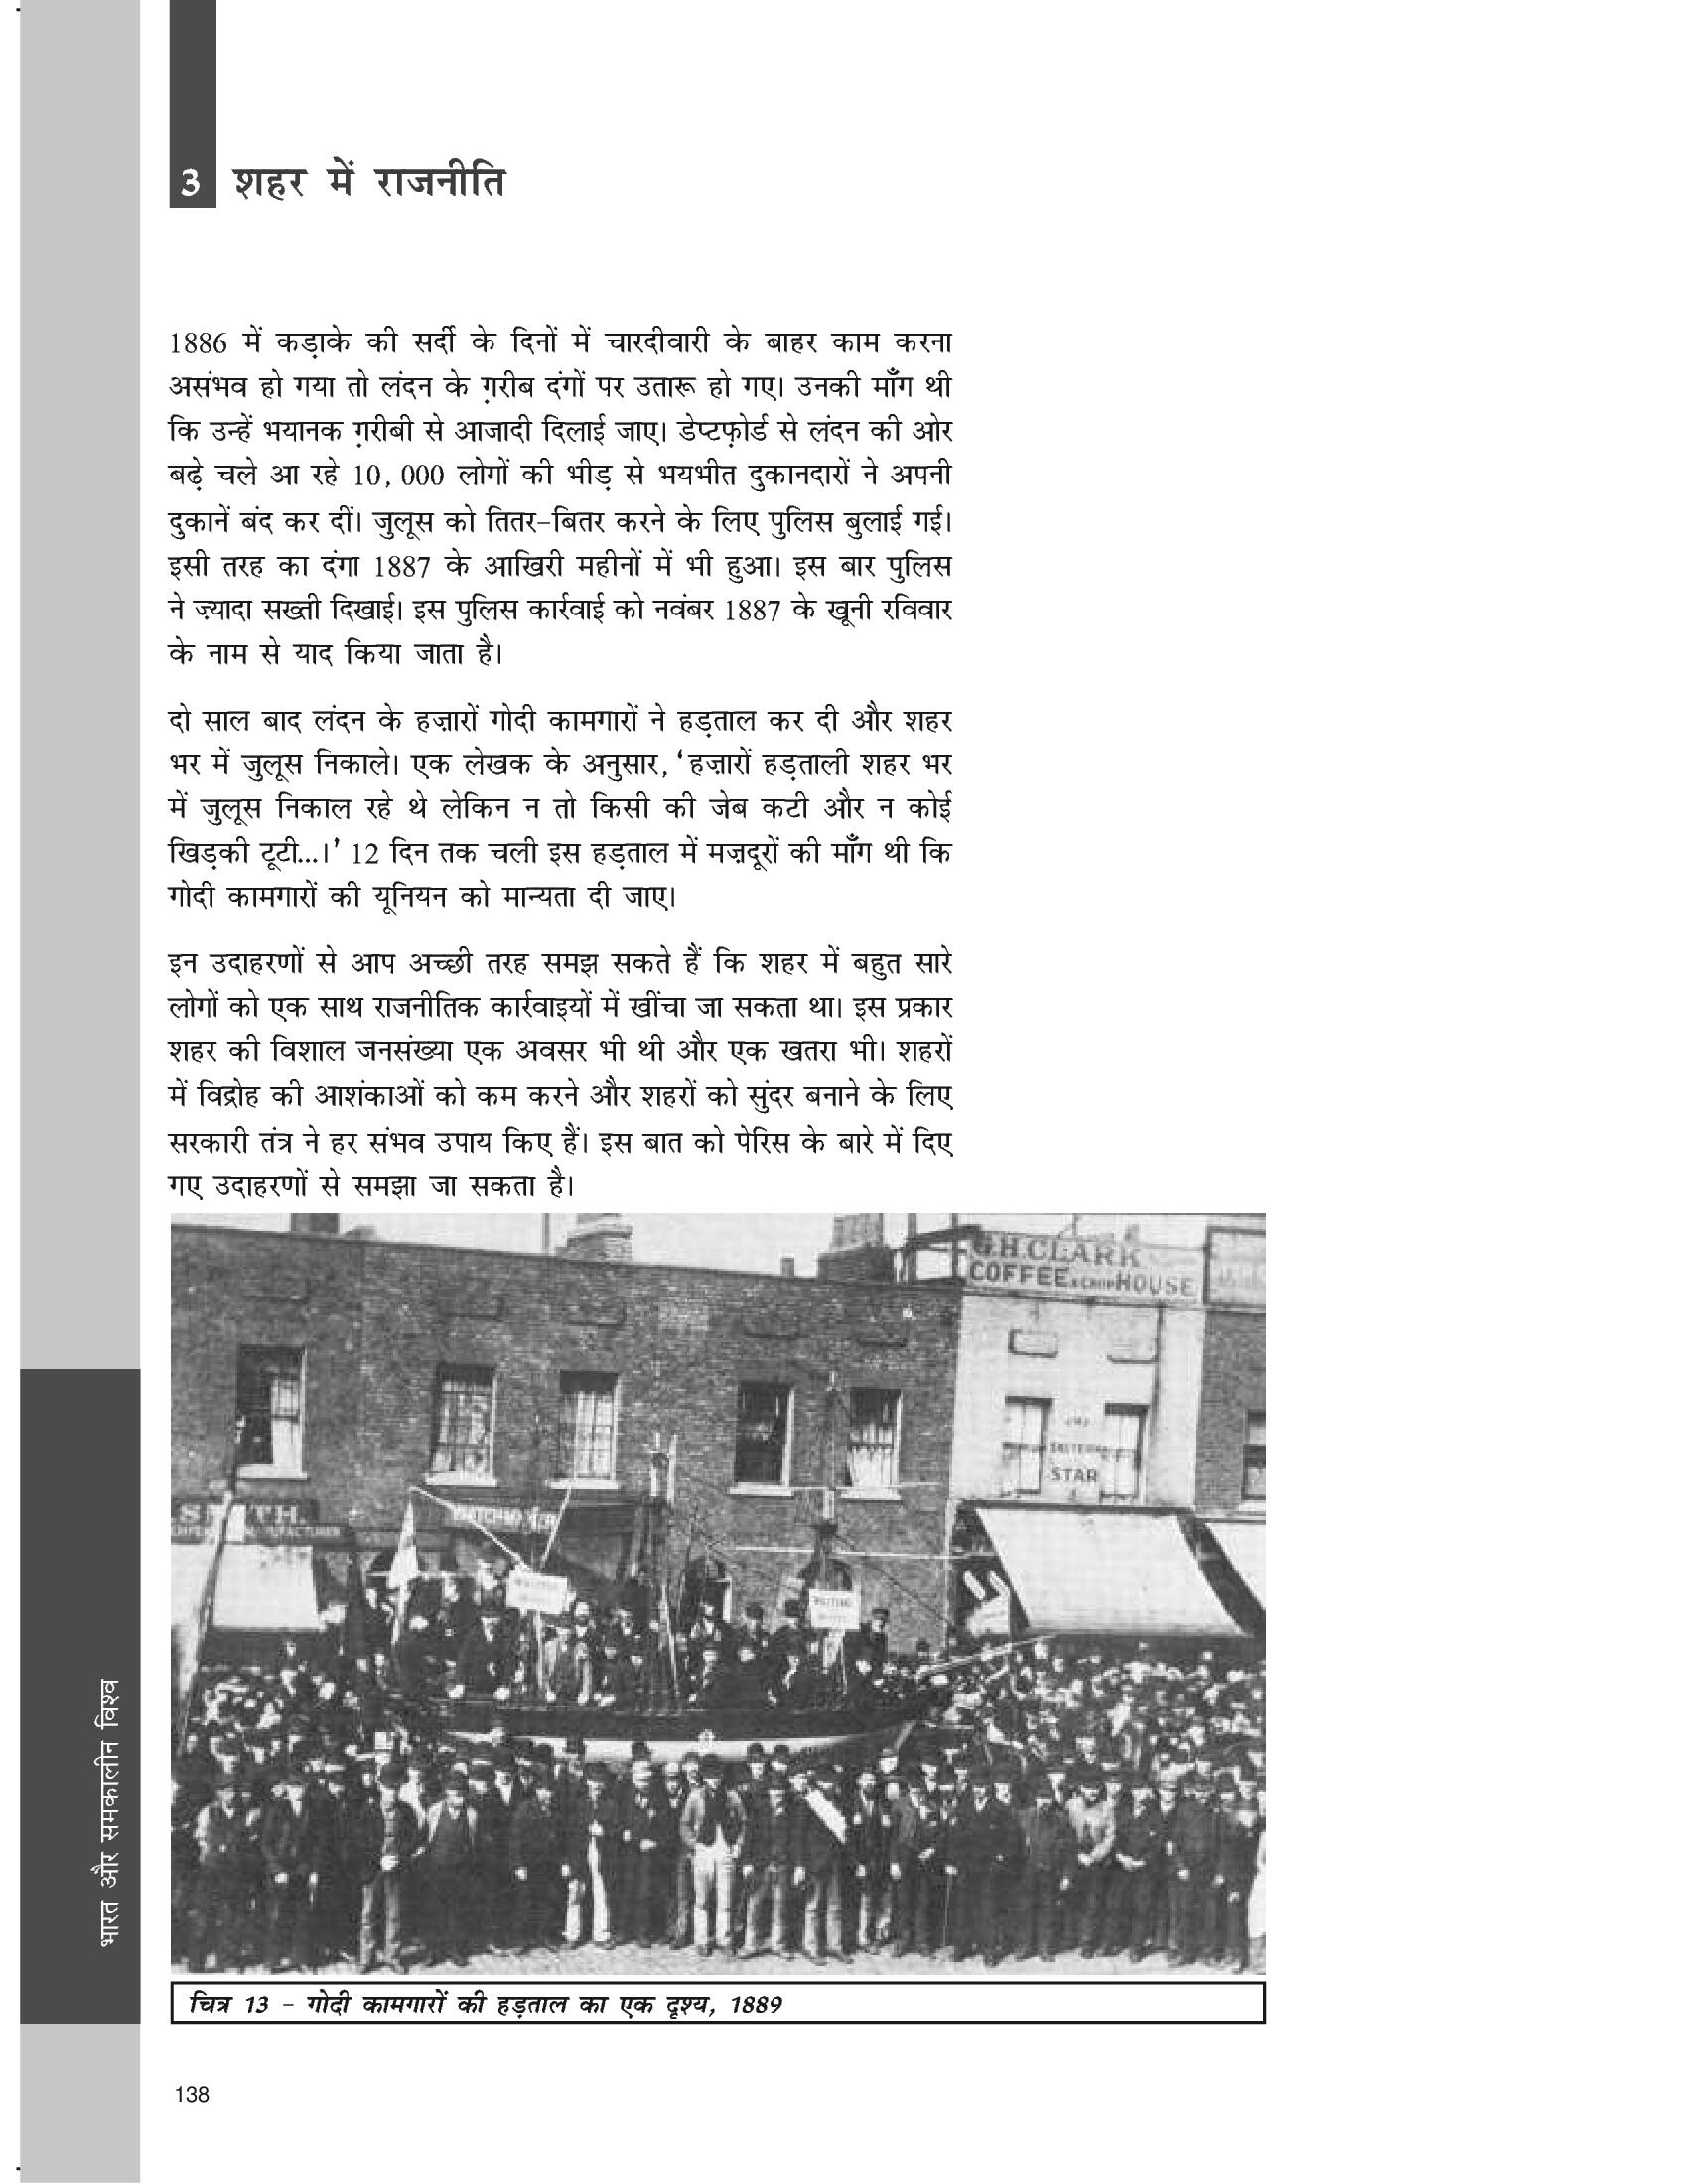 3 शहर में राजनीति
1886 में कड़ाके की सर्दी के दिनों में चारदीवारी के बाहर काम करना
असंभव हो गया तो लंदन के ग़रीब दंगों पर उतारू हो गए। उनकी माँग थी
कि उन्हें भयानक ग़रीबी से आजादी दिलाई जाए। डेप्टफ़ोर्ड से लंदन की ओर
बढ़े चले आ रहे 10, 000 लोगों की भीड़ से भयभीत दुकानदारों ने अपनी
दुकानें बंद कर दीं। जुलूस को तितर-बितर करने के लिए पुलिस बुलाई गई।
इसी तरह का दंगा 1887 के आखिरी महीनों में भी हुआ। इस बार पुलिस
ने ज़्यादा सख्ती दिखाई। इस पुलिस कार्रवाई को नवंबर 1887 के खूनी रविवार
के नाम से याद किया जाता है।
दो साल बाद लंदन के हज़ारों गोदी कामगारों ने हड़ताल कर दी और शहर
भर में जुलूस निकाले। एक लेखक के अनुसार, ‘हज़ारों हड़ताली शहर भर
में जुलूस निकाल रहे थे लेकिन न तो किसी की जेब कटी और न कोई
खिड़की टूटी...।’ 12 दिन तक चली इस हड़ताल में मज़दूरों की माँग थी कि
गोदी कामगारों की यूनियन को मान्यता दी जाए।
इन उदाहरणों से आप अच्छी तरह समझ सकते हैं कि शहर में बहुत सारे
लोगों को एक साथ राजनीतिक कार्रवाइयों में खींचा जा सकता था। इस प्रकार
शहर की विशाल जनसंख्या एक अवसर भी थी और एक खतरा भी। शहरों
में विद्रोह की आशंकाओं को कम करने और शहरों को सुंदर बनाने के लिए
सरकारी तंत्र ने हर संभव उपाय किए हैं। इस बात को पेरिस के बारे में दिए
गए उदाहरणों से समझा जा सकता है।
H.CLARK
COFFEE & CHOP HOUSE
STAR
चित्र 13 – गोदी कामगारों की हड़ताल का एक दृश्य, 1889
भारत और समकालीन विश्व
138